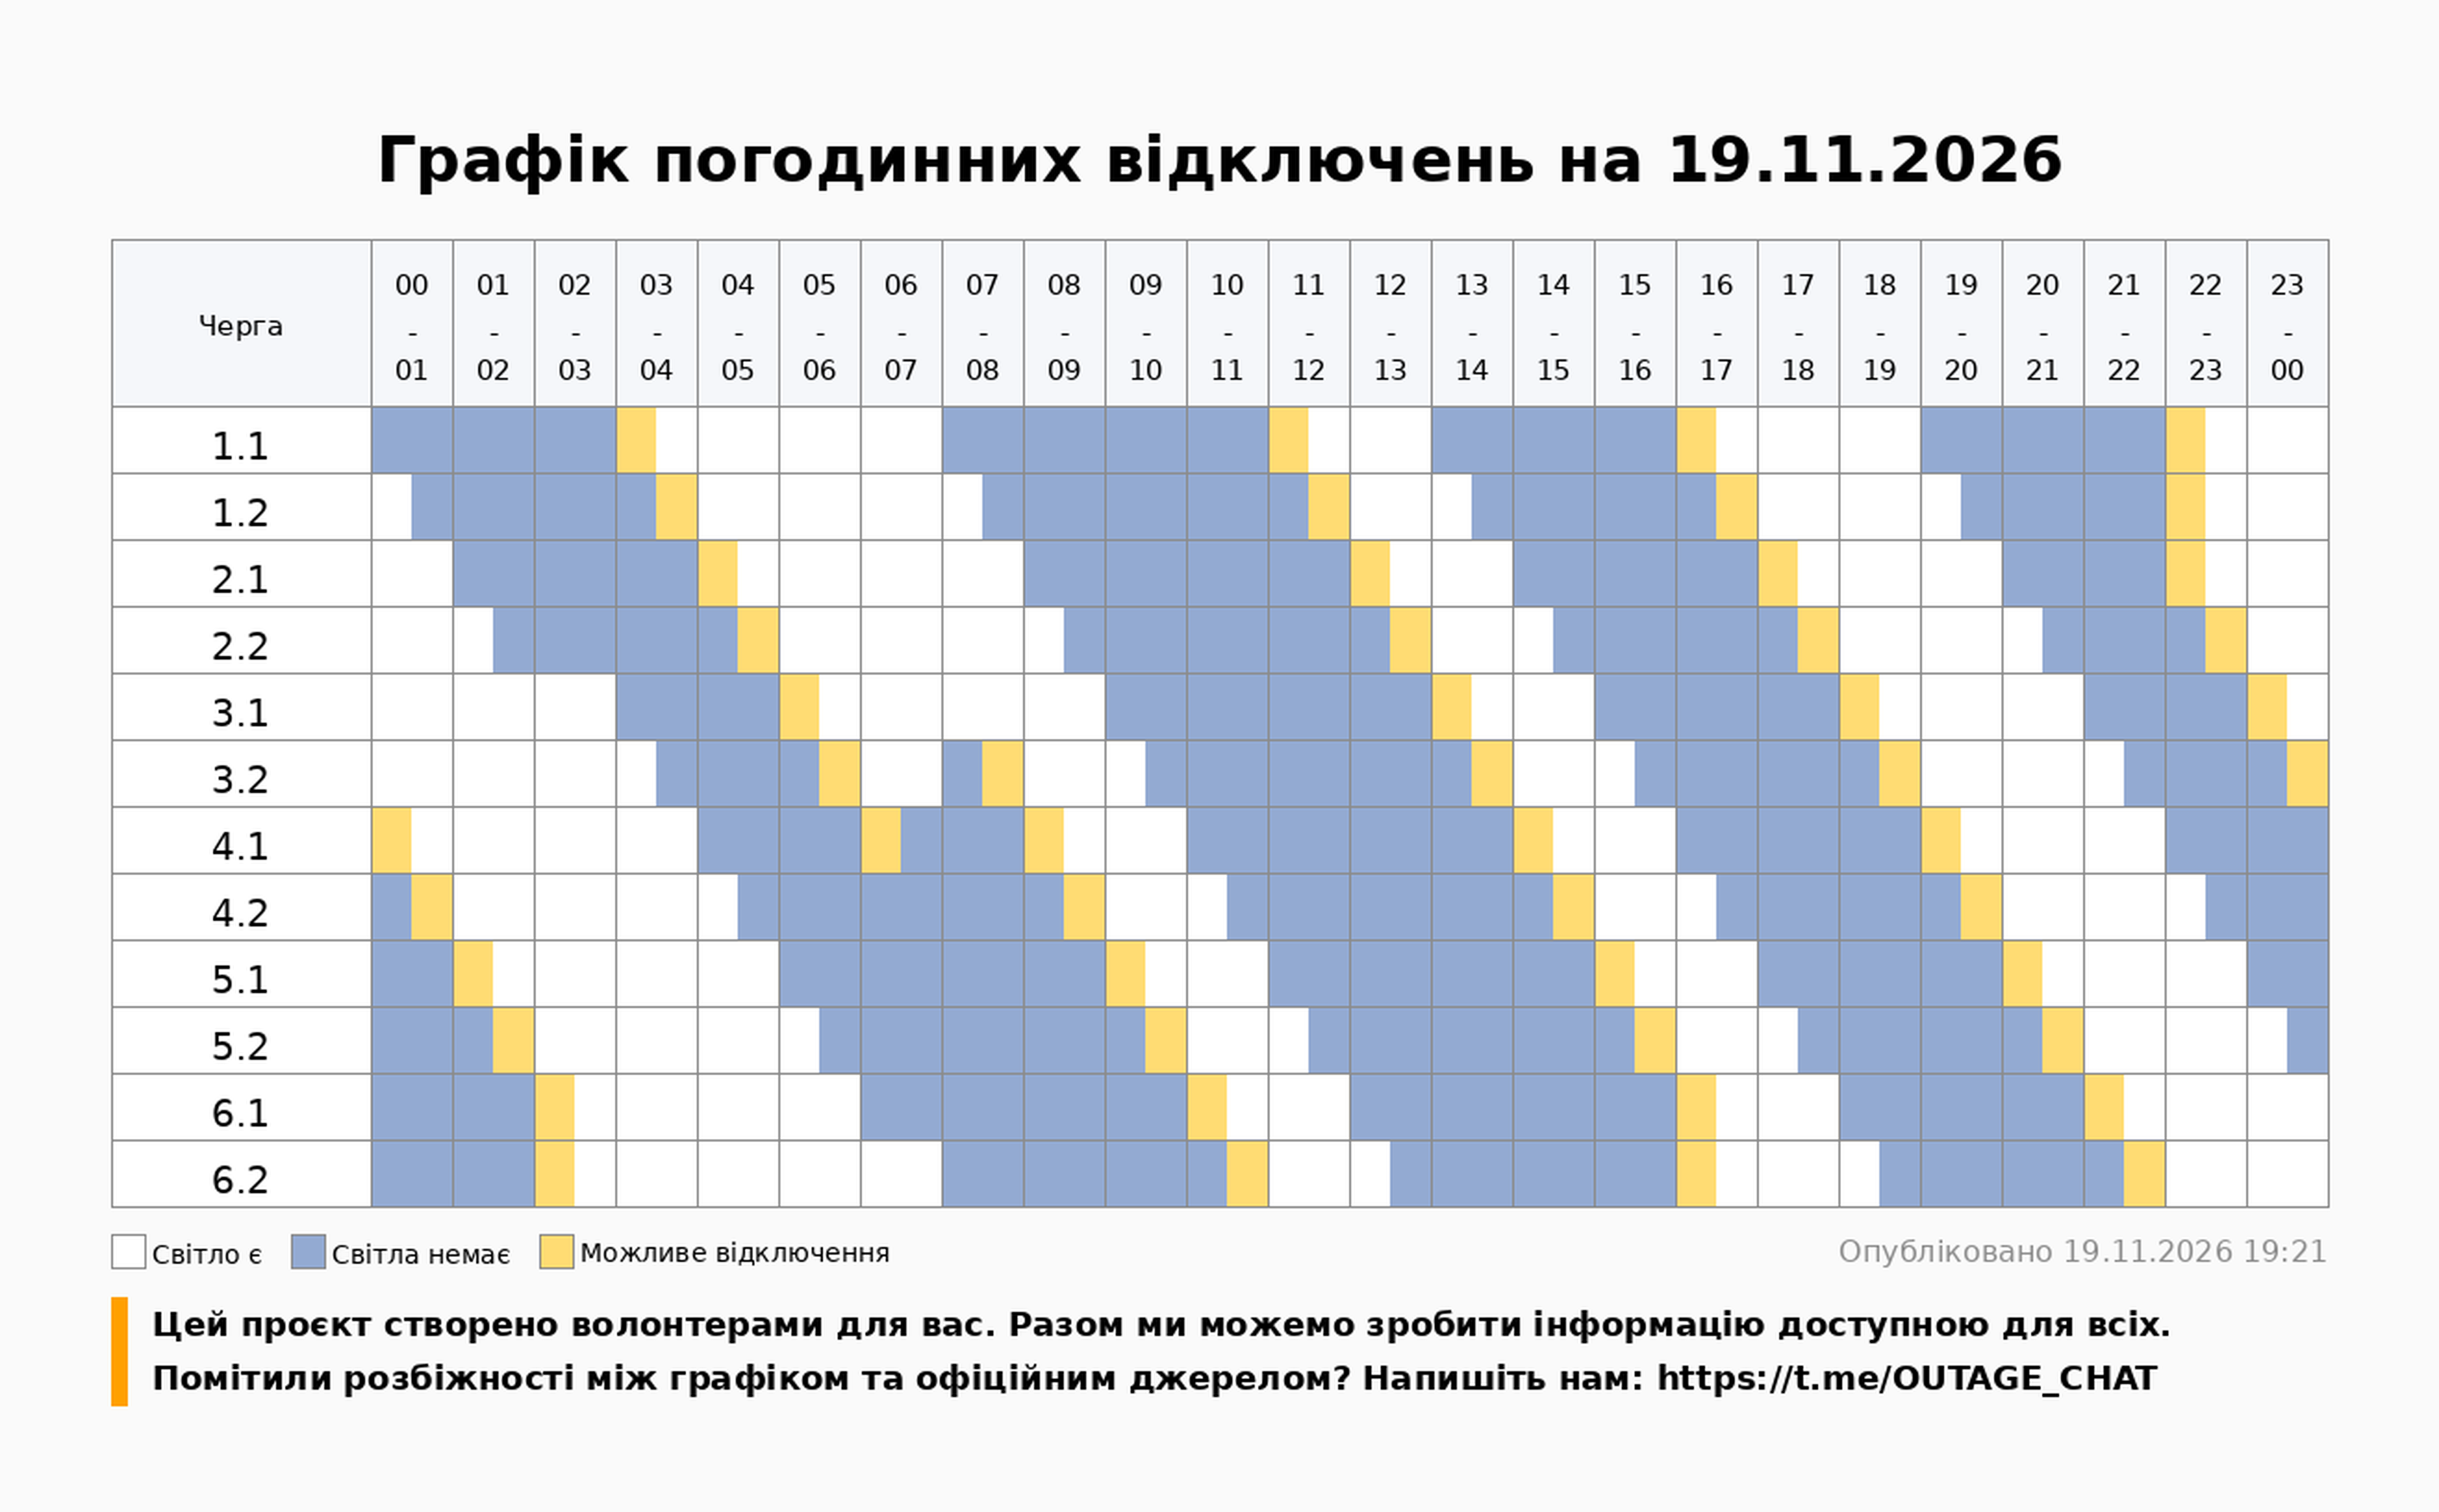 Графік погодинних відключень на 19.11.2026
Черга 00 - 01 01 - 02 02 - 03 03 - 04 04 - 05 05 - 06 06 - 07 07 - 08 08 - 09 09 - 10 10 - 11 11 - 12 12 - 13 13 - 14 14 - 15 15 - 16 16 - 17 17 - 18 18 - 19 19 - 20 20 - 21 21 - 22 22 - 23 23 - 00
1.1
1.2
2.1
2.2
3.1
3.2
4.1
4.2
5.1
5.2
6.1
6.2
Світло є Світла немає Можливе відключення Опубліковано 19.11.2026 19:21
Цей проєкт створено волонтерами для вас. Разом ми можемо зробити інформацію доступною для всіх.
Помітили розбіжності між графіком та офіційним джерелом? Напишіть нам: https://t.me/OUTAGE_CHAT